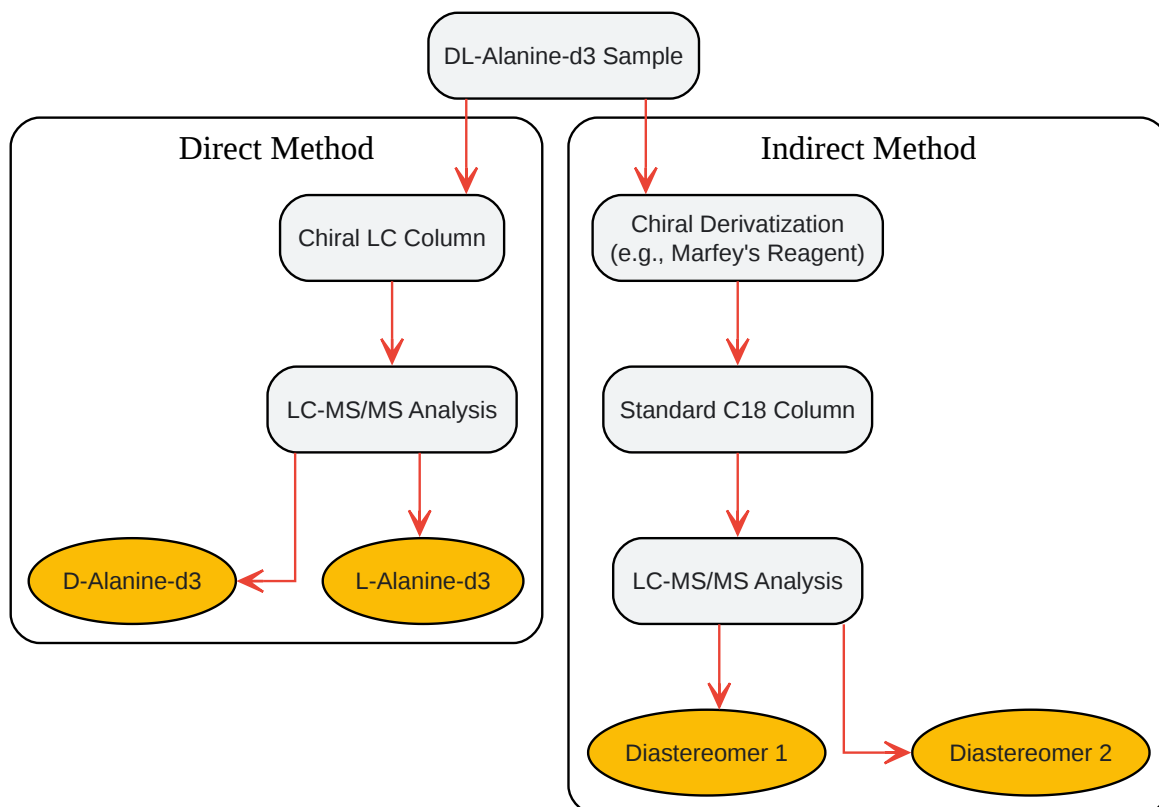 DL-Alanine-d3 Sample
Direct Method
Chiral LC Column
LC-MS/MS Analysis
D-Alanine-d3
L-Alanine-d3
Indirect Method
Chiral Derivatization
(e.g., Marfey's Reagent)
Standard C18 Column
LC-MS/MS Analysis
Diastereomer 1
Diastereomer 2